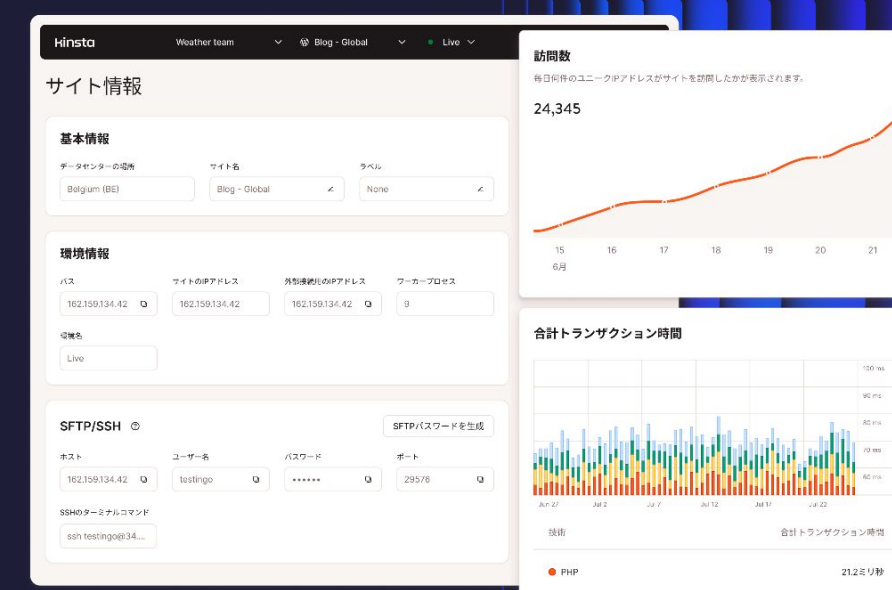 Kinsta
Weather team
Blog - Global
Live
サイト情報
基本情報
データセンターの場所 サイト名 ラベル
Belgium (BE) Blog - Global None
環境情報
パス サイトのIPアドレス 外部接続用のIPアドレス ワーカープロセス
162.159.134.42 162.159.134.42 162.159.134.42 9
環境名
Live
SFTP/SSH
SFTPパスワードを生成
ホスト ユーザー名 パスワード ポート
162.159.134.42 testingo •••••• 29576
SSHのターミナルコマンド
ssh testingo@34....
訪問数
毎日何件のユニークIPアドレスがサイトを訪問したかが表示されます。
24,345
15 16 17 18 19 20 21
6月
合計トランザクション時間
100 ms
90 ms
80 ms
70 ms
60 ms
Jun 27 Jul 2 Jul 7 Jul 12 Jul 17 Jul 22
技術 合計トランザクション時間
PHP 21.2ミリ秒